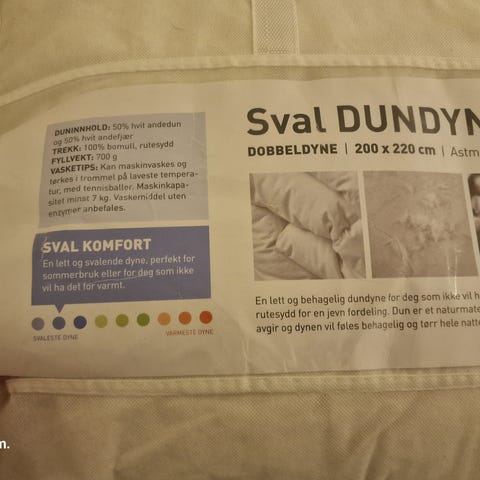 DUNINNHOLD: 50% hvit andedun
og 50% hvit andefjær
TREKK: 100% bomull, rutesydd
FYLLVEKT: 700 g
VASKETIPS: Kan maskinvaskes og
tørkes i trommel på laveste tempera-
tur, med tennisballer. Maskinkapa-
sitet minst 7 kg. Vaskemiddel uten
enzymer anbefales.
SVAL KOMFORT
En lett og svalende dyne, perfekt for
sommerbruk eller for deg som ikke
vil ha det for varmt.
SVALESTE DYNE
VARMESTE DYNE
Sval DUNDYN
DOBBELDYNE | 200 x 220 cm | Astm
En lett og behagelig dundyne for deg som ikke vil h
rutesydd for en jevn fordeling. Dun er et naturmate
avgir og dynen vil føles behagelig og tørr hele natte
m.